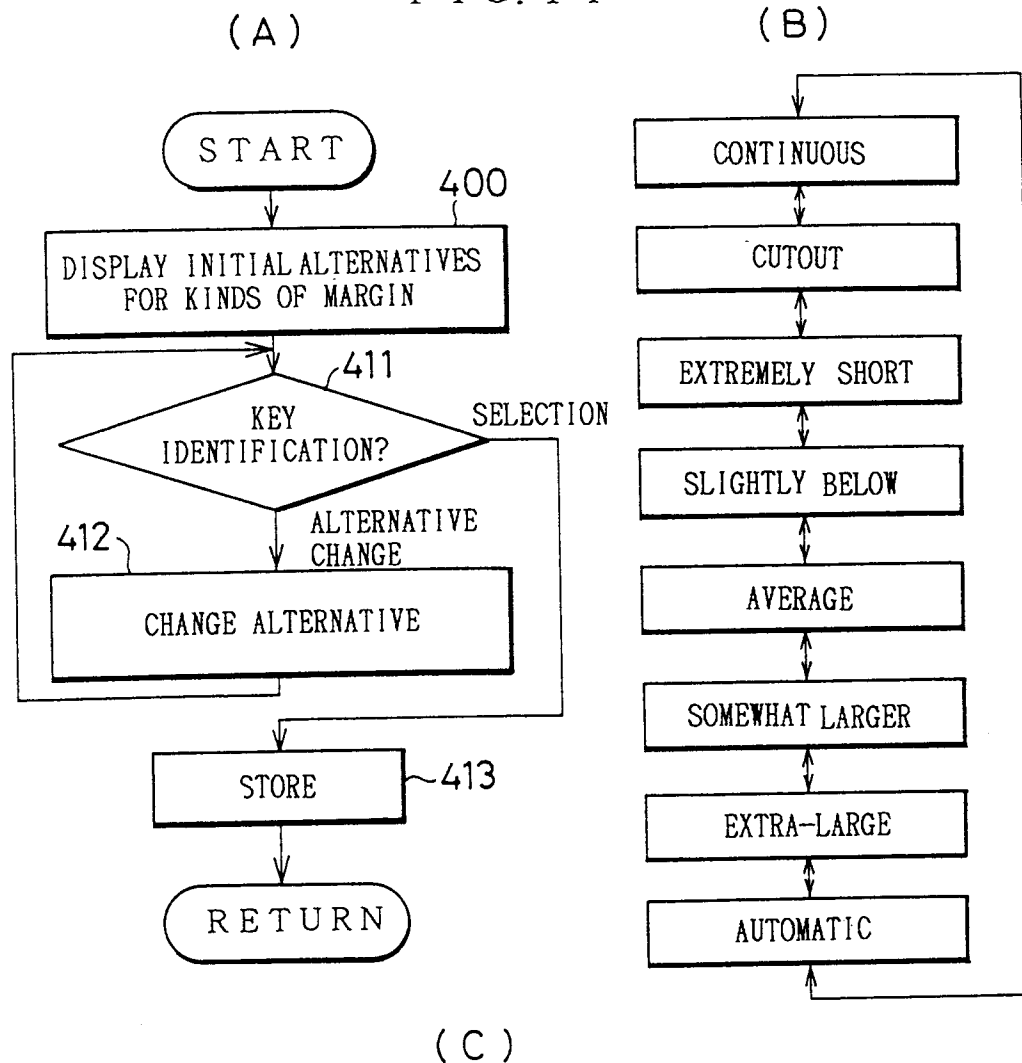 (A)
START
400
DISPLAY INITIAL ALTERNATIVES
FOR KINDS OF MARGIN
411
KEY
IDENTIFICATION?
SELECTION
ALTERNATIVE
CHANGE
412
CHANGE ALTERNATIVE
STORE
413
RETURN
(B)
CONTINUOUS
CUTOUT
EXTREMELY SHORT
SLIGHTLY BELOW
AVERAGE
SOMEWHAT LARGER
EXTRA-LARGE
AUTOMATIC
(C)